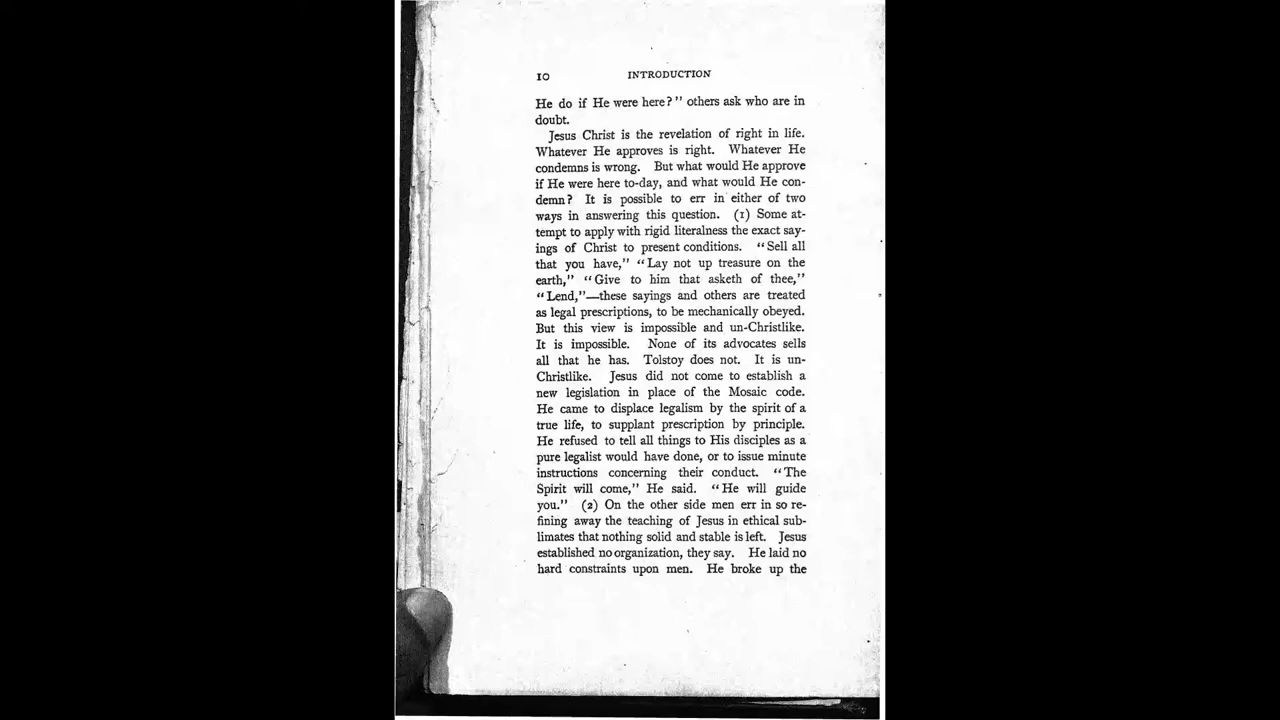 10 INTRODUCTION
He do if He were here?" others ask who are in
doubt.
Jesus Christ is the revelation of right in life.
Whatever He approves is right. Whatever He
condemns is wrong. But what would He approve
if He were here to-day, and what would He con-
demn? It is possible to err in either of two
ways in answering this question. (1) Some at-
tempt to apply with rigid literalness the exact say-
ings of Christ to present conditions. "Sell all
that you have," "Lay not up treasure on the
earth," "Give to him that asketh of thee,"
"Lend,"—these sayings and others are treated
as legal prescriptions, to be mechanically obeyed.
But this view is impossible and un-Christlike.
It is impossible. None of its advocates sells
all that he has. Tolstoy does not. It is un-
Christlike. Jesus did not come to establish a
new legislation in place of the Mosaic code.
He came to displace legalism by the spirit of a
true life, to supplant prescription by principle.
He refused to tell all things to His disciples as a
pure legalist would have done, or to issue minute
instructions concerning their conduct. "The
Spirit will come," He said. "He will guide
you." (2) On the other side men err in so re-
fining away the teaching of Jesus in ethical sub-
limates that nothing solid and stable is left. Jesus
established no organization, they say. He laid no
hard constraints upon men. He broke up the